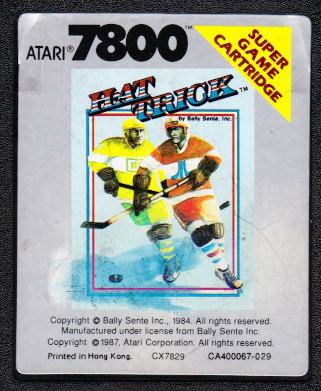 ATARI® 7800™
SUPER
GAME
CARTRIDGE
HAT
TRICK™
by Bally Sente, Inc.
Copyright © Bally Sente Inc., 1984. All rights reserved.
Manufactured under license from Bally Sente Inc.
Copyright © 1987, Atari Corporation. All rights reserved.
Printed in Hong Kong. CX7829 CA400067-029